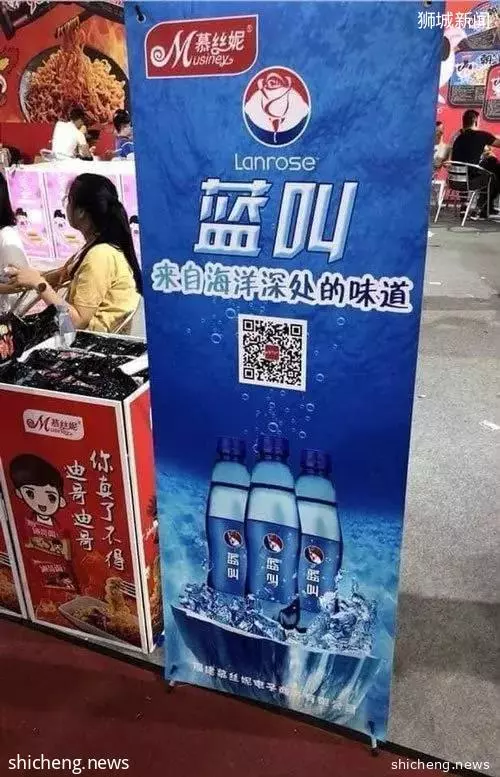 狮城新闻
慕丝妮
Musiney
Lanrose
蓝叫
来自海洋深处的味道
慕丝妮
Musiney
你真了不得
迪哥迪哥
蓝叫
蓝叫
蓝叫
shicheng.news
shicheng.news